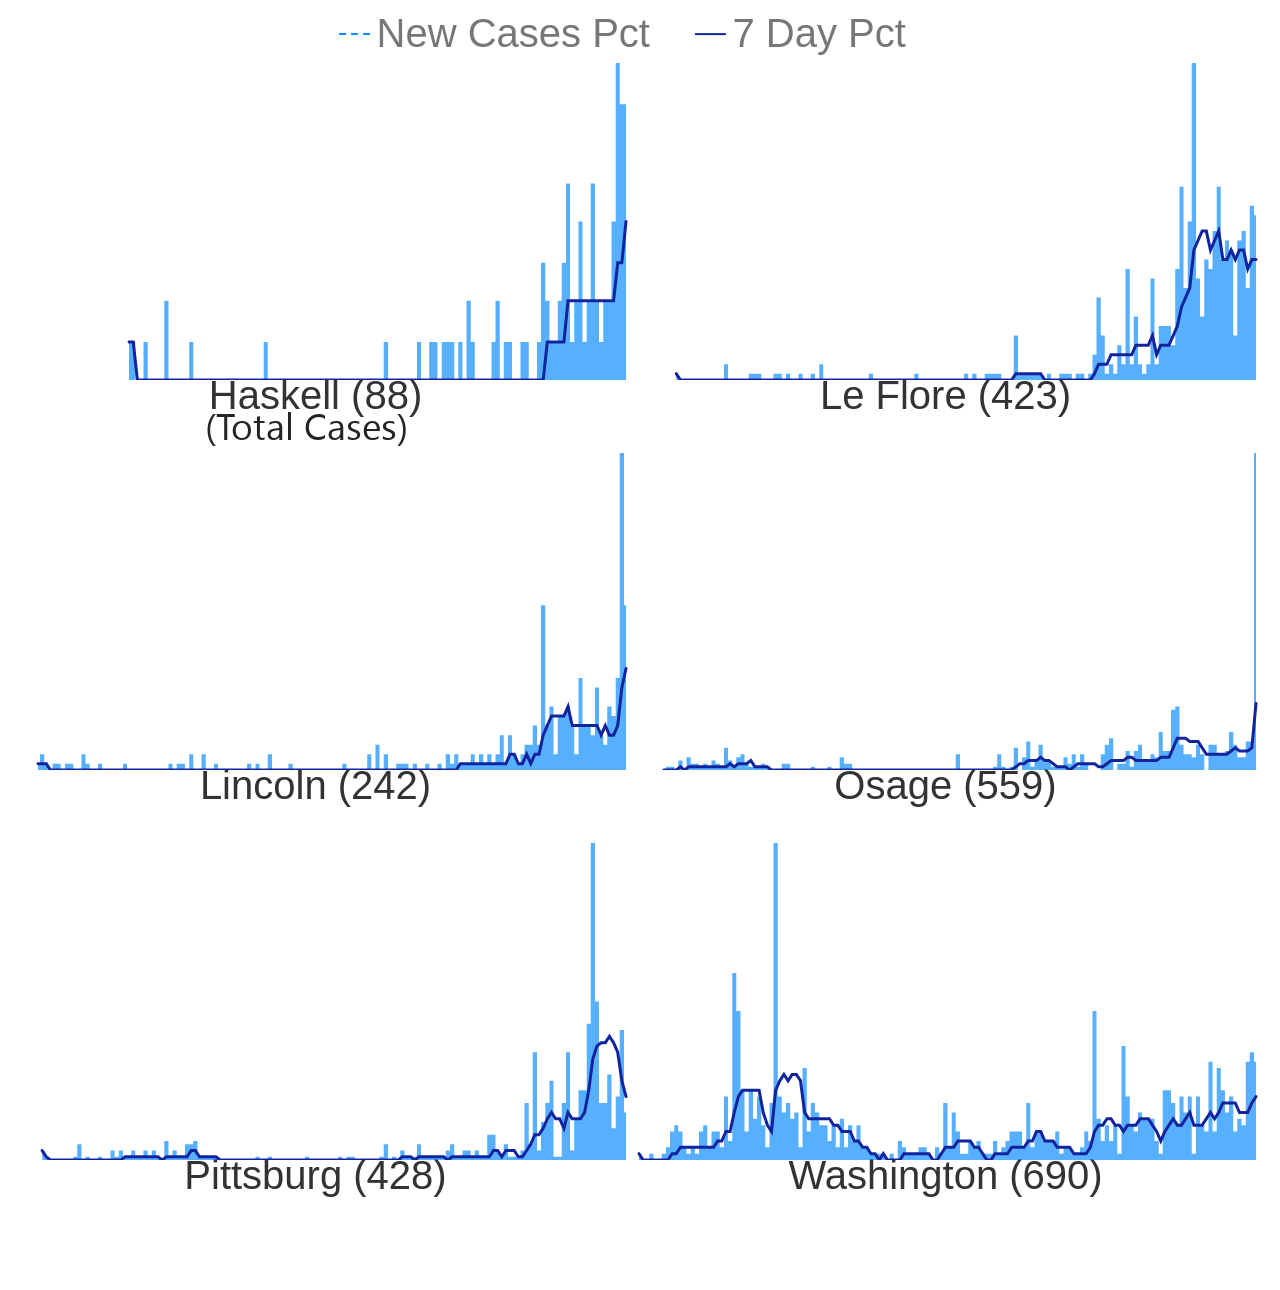 New Cases Pct 7 Day Pct
Haskell (88) Le Flore (423)
(Total Cases)
Lincoln (242) Osage (559)
Pittsburg (428) Washington (690)